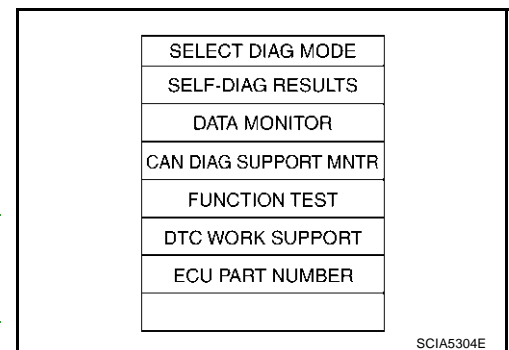 SELECT DIAG MODE
SELF-DIAG RESULTS
DATA MONITOR
CAN DIAG SUPPORT MNTR
FUNCTION TEST
DTC WORK SUPPORT
ECU PART NUMBER
SCIA5304E